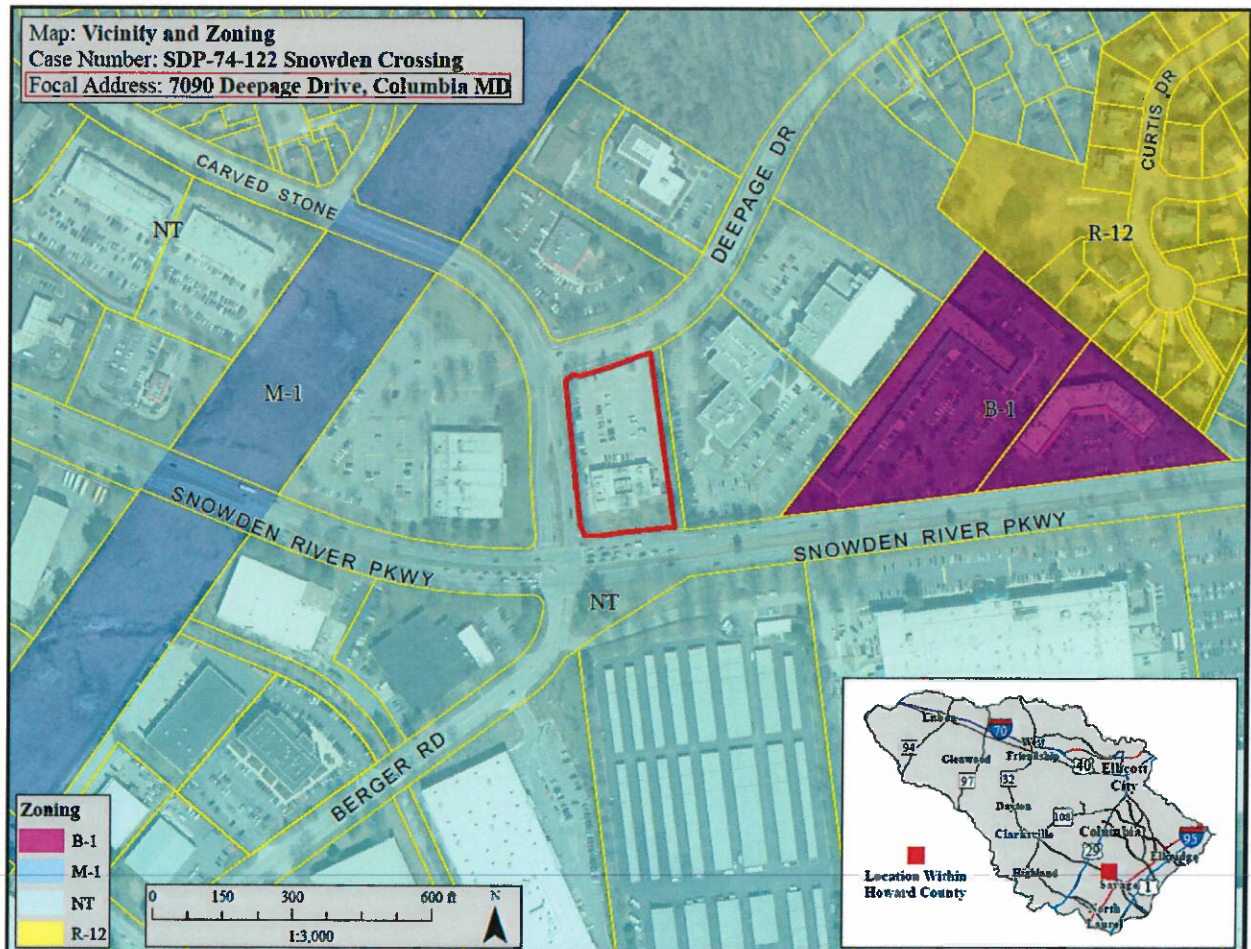 Map: Vicinity and Zoning
Case Number: SDP-74-122 Snowden Crossing
Focal Address: 7090 Deepage Drive, Columbia MD
CURTIS DR
DEEPAGE DR
CARVED STONE
NT
R-12
M-1
B-1
SNOWDEN RIVER PKWY
SNOWDEN RIVER PKWY
NT
BERGER RD
Zoning
B-1
M-1
NT
R-12
0 150 300 600 ft
1:3,000
N
Lisbon
70
94
Glenwood
West
Friendship
40
Ellicott
City
97
32
Dayton
108
Clarksville
Columbia
29
95
Elkridge
Highland
Savage
1
North
Laurel
Location Within
Howard County